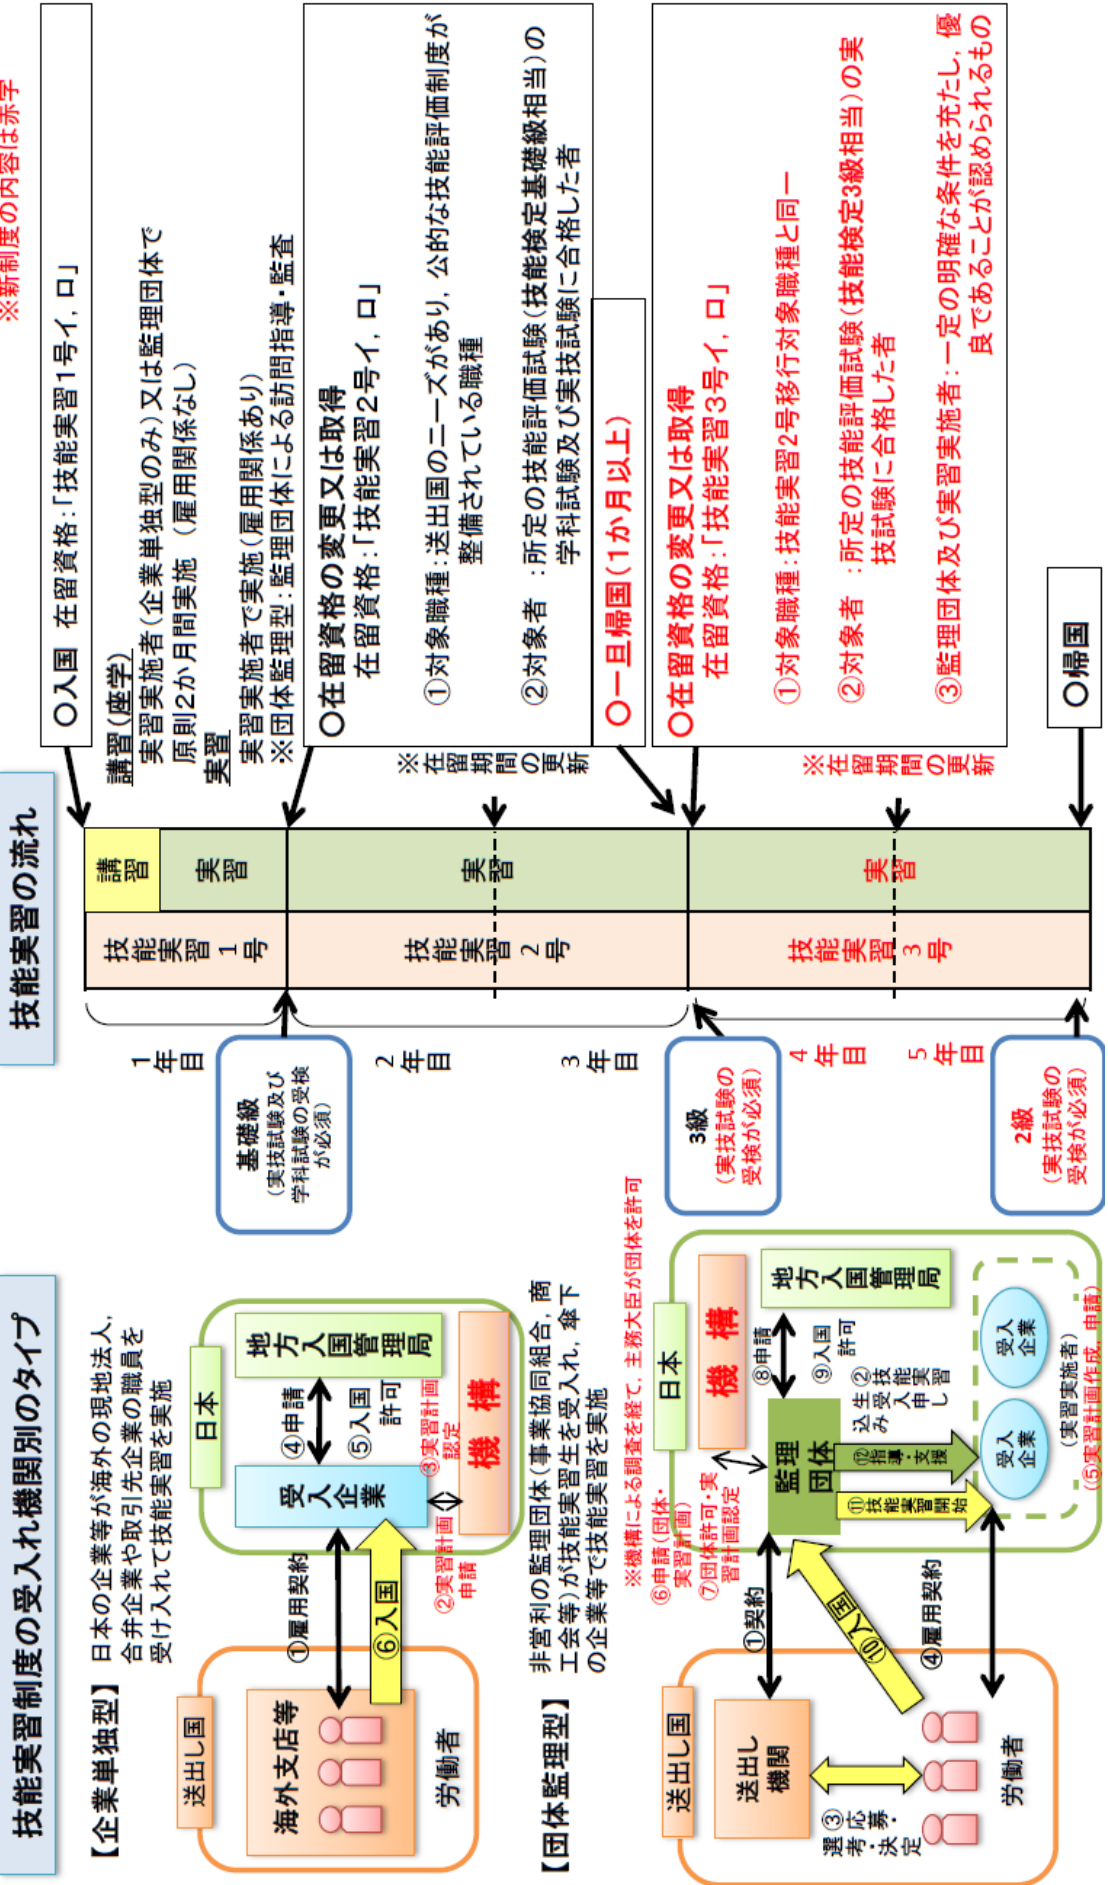 技能実習制度の受入れ機関別のタイプ
【企業単独型】
日本の企業等が海外の現地法人,
合弁企業や取引先企業の職員を
受け入れて技能実習を実施
送出し国
海外支店等
労働者
①雇用契約
⑥入国
日本
受入企業
④申請
⑤入国
許可
地方入国管理局
②実習計画
申請
③実習計画
認定
機 構
【団体監理型】
非営利の監理団体(事業協同組合, 商
工会等)が技能実習生を受入れ, 傘下
の企業等で技能実習を実施
※機構による調査を経て, 主務大臣が団体を許可
送出し国
送出し
機関
③応募・
選考・決定
労働者
①契約
⑩入国
④雇用契約
日本
機 構
⑥申請(団体・
実習計画)
⑦団体許可・実
習計画認定
監理
団体
⑧申請
⑨入国
許可
地方入国管理局
②技能実習
生受入申し
込み
⑪技能実習開始
⑫指導・支援
受入
企業
受入
企業
(実習実施者)
(⑤実習計画作成, 申請)
技能実習の流れ
※新制度の内容は赤字
1年目
2年目
3年目
4年目
5年目
基礎級
(実技試験及び
学科試験の受検
が必須)
3級
(実技試験の
受検が必須)
2級
(実技試験の
受検が必須)
技能実習1号
技能実習2号
技能実習3号
講習
実習
実習
実習
○入国 在留資格:「技能実習1号イ, ロ」
講習(座学)
実習実施者(企業単独型のみ)又は監理団体で
原則2か月間実施 (雇用関係なし)
実習
実習実施者で実施(雇用関係あり)
※団体監理型:監理団体による訪問指導・監査
○在留資格の変更又は取得
在留資格:「技能実習2号イ, ロ」
①対象職種:送出国のニーズがあり, 公的な技能評価制度が
整備されている職種
②対象者 :所定の技能評価試験(技能検定基礎級相当)の
学科試験及び実技試験に合格した者
※在留期間の更新
○一旦帰国(1か月以上)
○在留資格の変更又は取得
在留資格:「技能実習3号イ, ロ」
①対象職種:技能実習2号移行対象職種と同一
②対象者 :所定の技能評価試験(技能検定3級相当)の実
技試験に合格した者
③監理団体及び実習実施者:一定の明確な条件を充たし, 優
良であることが認められるもの
※在留期間の更新
○帰国